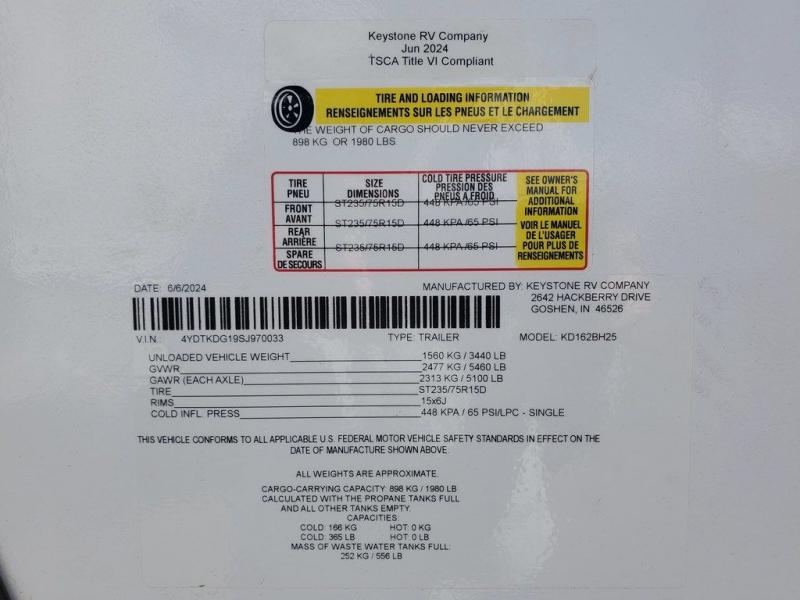 Keystone RV Company
Jun 2024
TSCA Title VI Compliant
TIRE AND LOADING INFORMATION
RENSEIGNEMENTS SUR LES PNEUS ET LE CHARGEMENT
THE WEIGHT OF CARGO SHOULD NEVER EXCEED
898 KG OR 1980 LBS
TIRE
PNEU
SIZE
DIMENSIONS
COLD TIRE PRESSURE
PRESSION DES
PNEUS A FROID
FRONT
AVANT
ST235/75R15D
448 KPA /65 PSI
REAR
ARRIÈRE
ST235/75R15D
448 KPA /65 PSI
SPARE
DE SECOURS
ST235/75R15D
448 KPA /65 PSI
SEE OWNER'S
MANUAL FOR
ADDITIONAL
INFORMATION
VOIR LE MANUEL
DE L'USAGER
POUR PLUS DE
RENSEIGNEMENTS
DATE: 6/6/2024
MANUFACTURED BY: KEYSTONE RV COMPANY
2642 HACKBERRY DRIVE
GOSHEN, IN 46526
V.I.N.: 4YDTKDG19SJ970033 TYPE: TRAILER MODEL: KD162BH25
UNLOADED VEHICLE WEIGHT 1560 KG / 3440 LB
GVWR 2477 KG / 5460 LB
GAWR (EACH AXLE) 2313 KG / 5100 LB
TIRE ST235/75R15D
RIMS 15x6J
COLD INFL. PRESS 448 KPA / 65 PSI/LPC - SINGLE
THIS VEHICLE CONFORMS TO ALL APPLICABLE U.S. FEDERAL MOTOR VEHICLE SAFETY STANDARDS IN EFFECT ON THE
DATE OF MANUFACTURE SHOWN ABOVE.
ALL WEIGHTS ARE APPROXIMATE.
CARGO-CARRYING CAPACITY: 898 KG / 1980 LB
CALCULATED WITH THE PROPANE TANKS FULL
AND ALL OTHER TANKS EMPTY.
CAPACITIES:
COLD: 166 KG HOT: 0 KG
COLD: 365 LB HOT: 0 LB
MASS OF WASTE WATER TANKS FULL:
252 KG / 556 LB